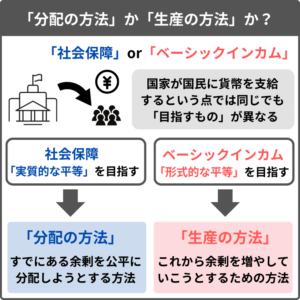 「分配の方法」か「生産の方法」か？
「社会保障」or「ベーシックインカム」
¥
国家が国民に貨幣を支給
するという点では同じでも
「目指すもの」が異なる
社会保障
「実質的な平等」を目指す
ベーシックインカム
「形式的な平等」を目指す
「分配の方法」
すでにある余剰を公平に
分配しようとする方法
「生産の方法」
これから余剰を増やして
いこうとするための方法